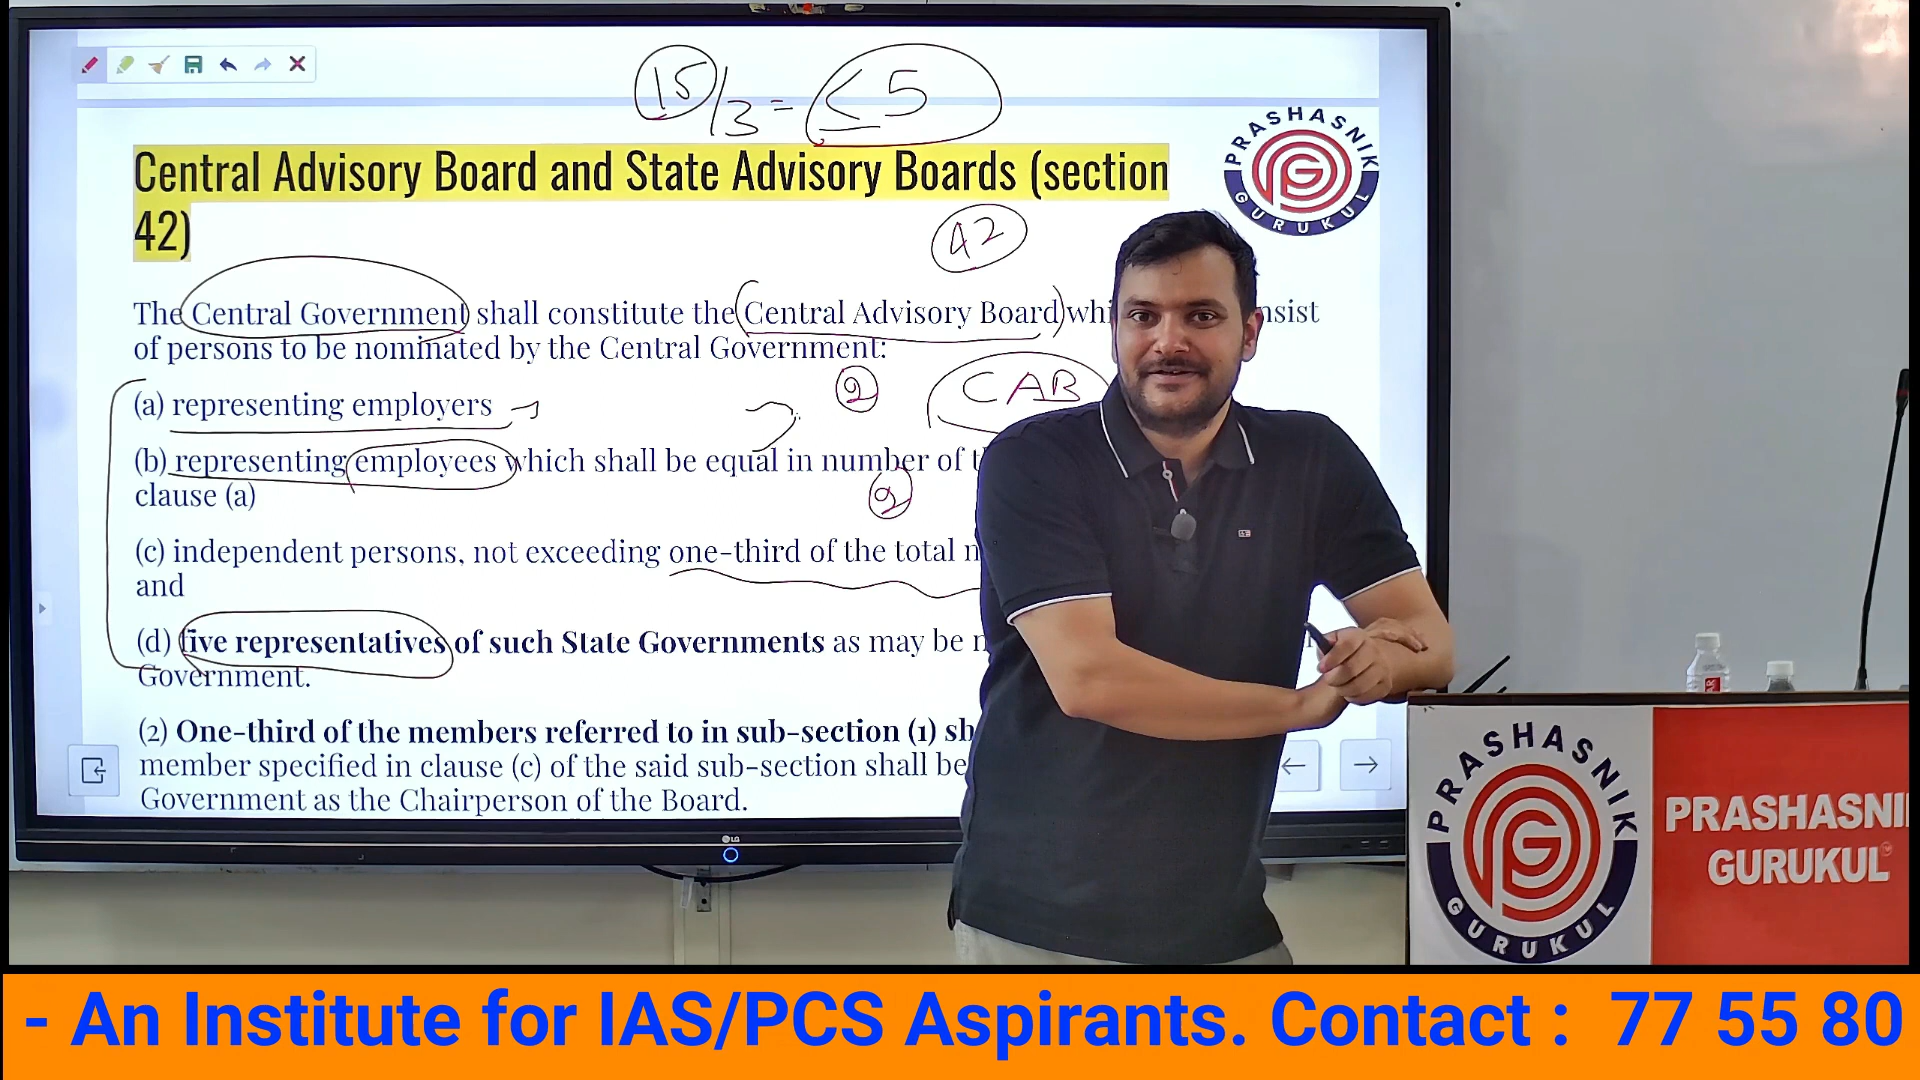 15/3 = ≤5
Central Advisory Board and State Advisory Boards (section
42)
42
PRASHASNIK
GURUKUL
The Central Government shall constitute the Central Advisory Board
of persons to be nominated by the Central Government:
(a) representing employers
2
CAB
(b) representing employees which shall be equal in number of
clause (a)
2
(c) independent persons, not exceeding one-third of the total
and
(d) five representatives of such State Governments as may be
Government.
(2) One-third of the members referred to in sub-section (1)
member specified in clause (c) of the said sub-section shall be
Government as the Chairperson of the Board.
LG
PRASHASNIK
GURUKUL
PRASHASNI
GURUKUL
- An Institute for IAS/PCS Aspirants. Contact : 77 55 80